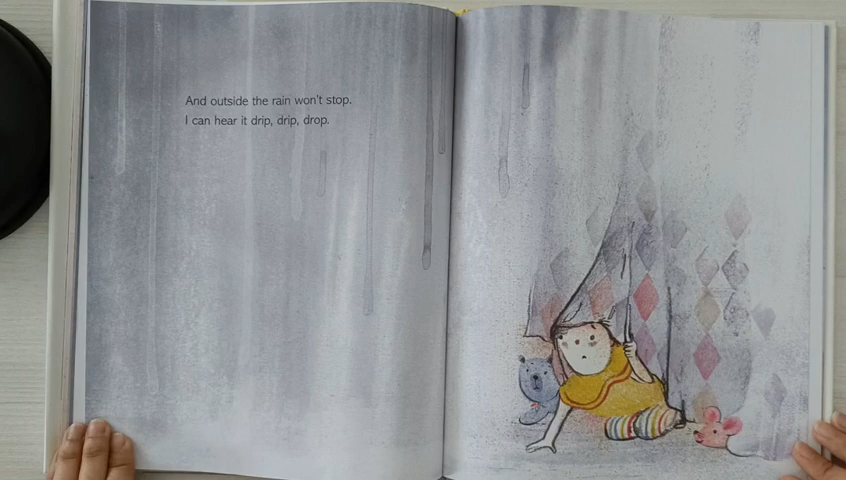 And outside the rain won't stop.
I can hear it drip, drip, drop.